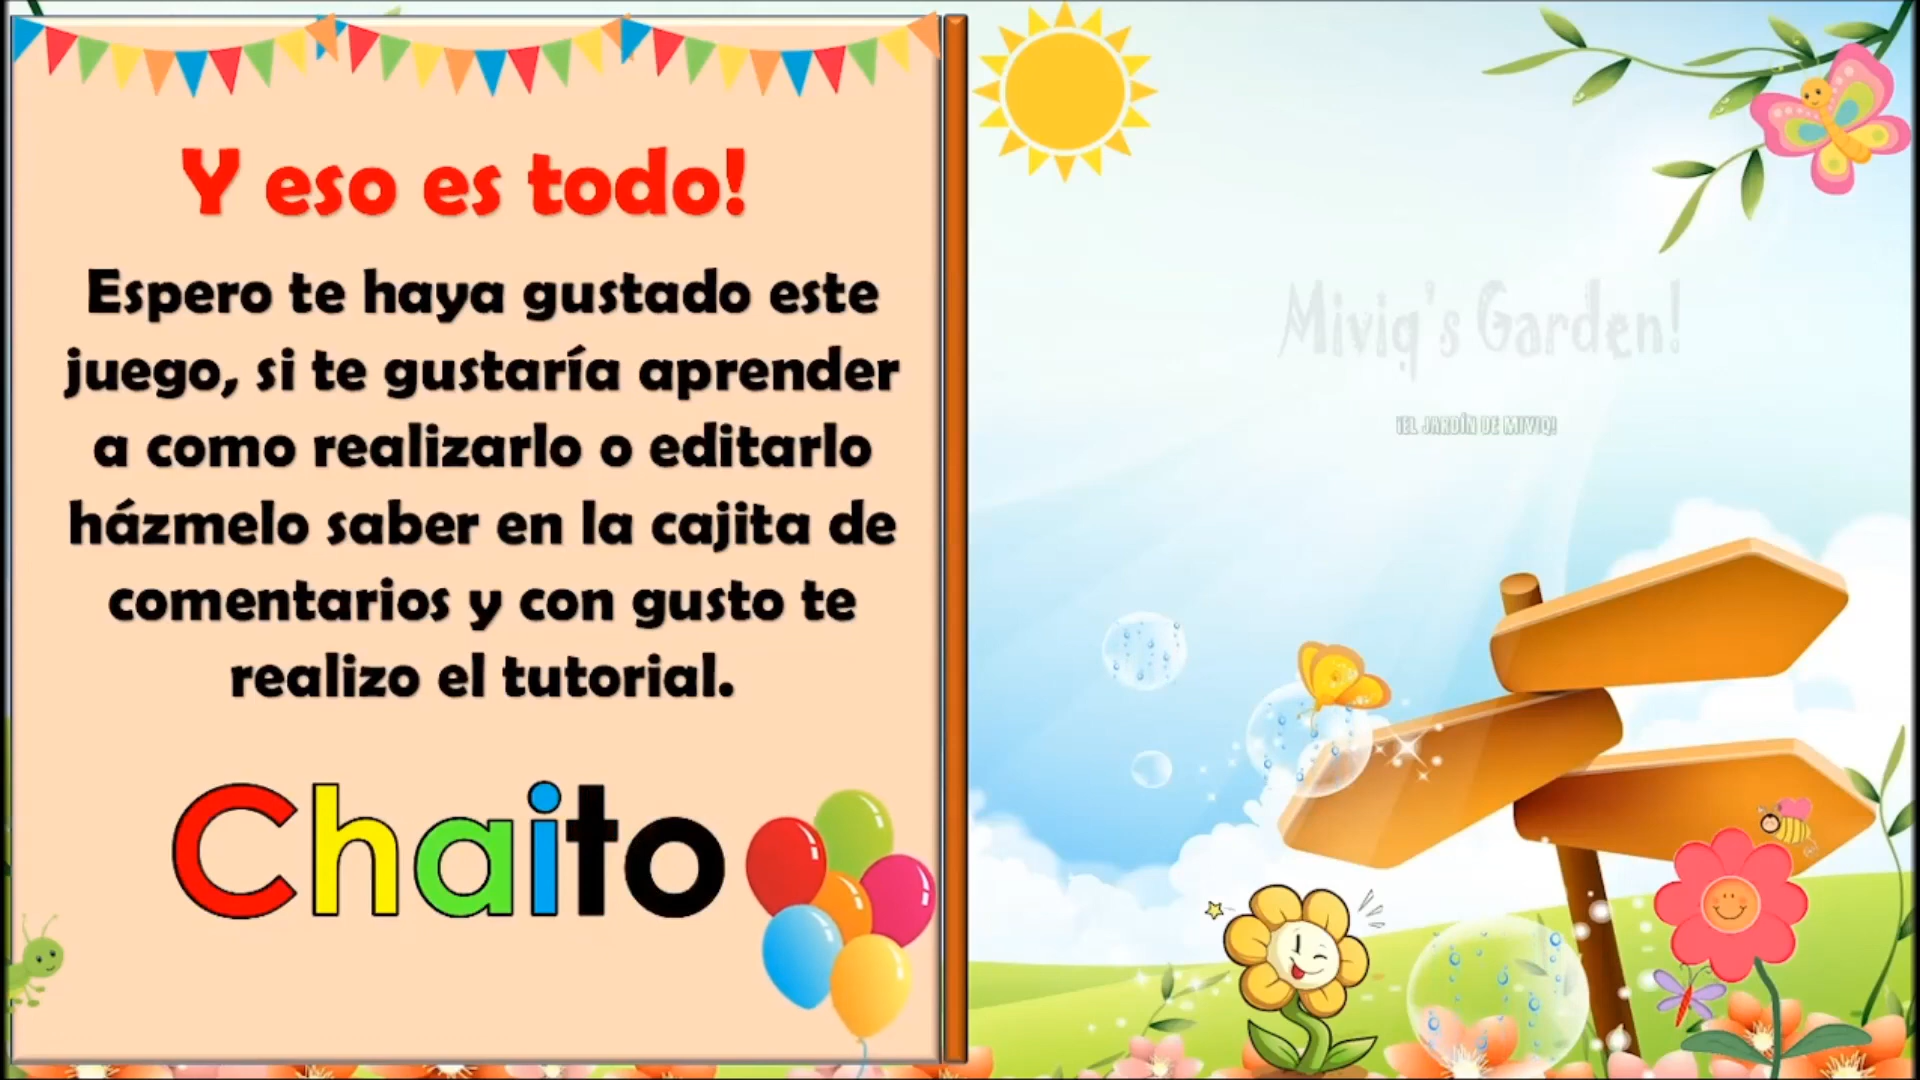 Y eso es todo!
Espero te haya gustado este
juego, si te gustaría aprender
a como realizarlo o editarlo
házmelo saber en la cajita de
comentarios y con gusto te
realizo el tutorial.
Chaito
Miviq's Garden!
¡EL JARDÍN DE MIVIQ!